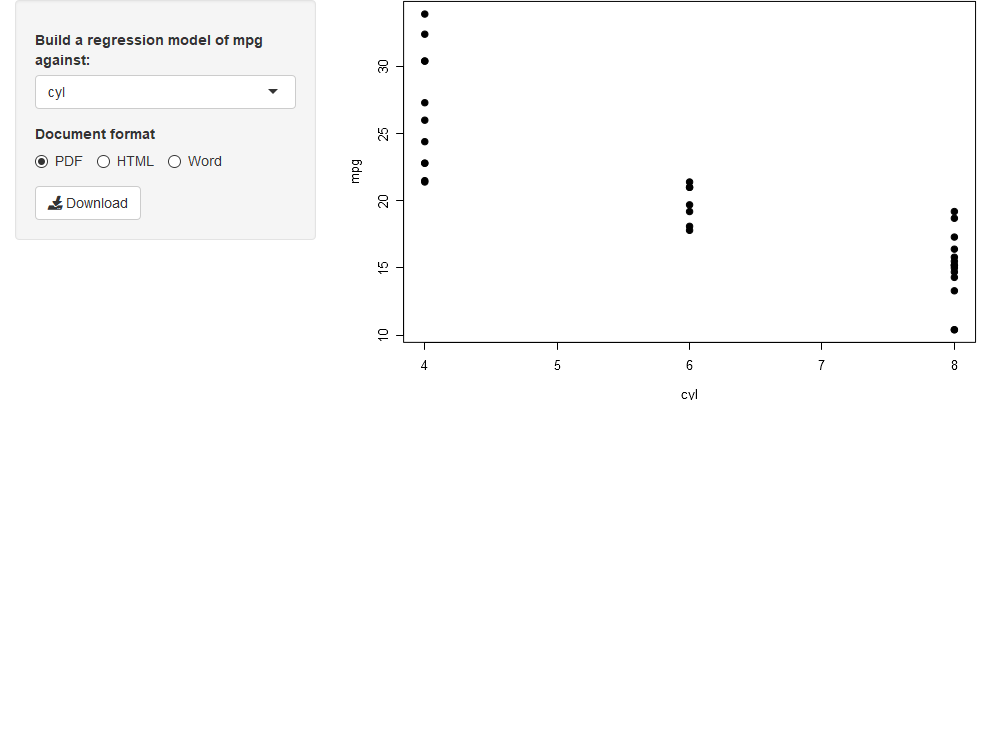 Build a regression model of mpg
against:
cyl
Document format
PDF HTML Word
Download
mpg
30
25
20
15
10
4 5 6 7 8
cyl